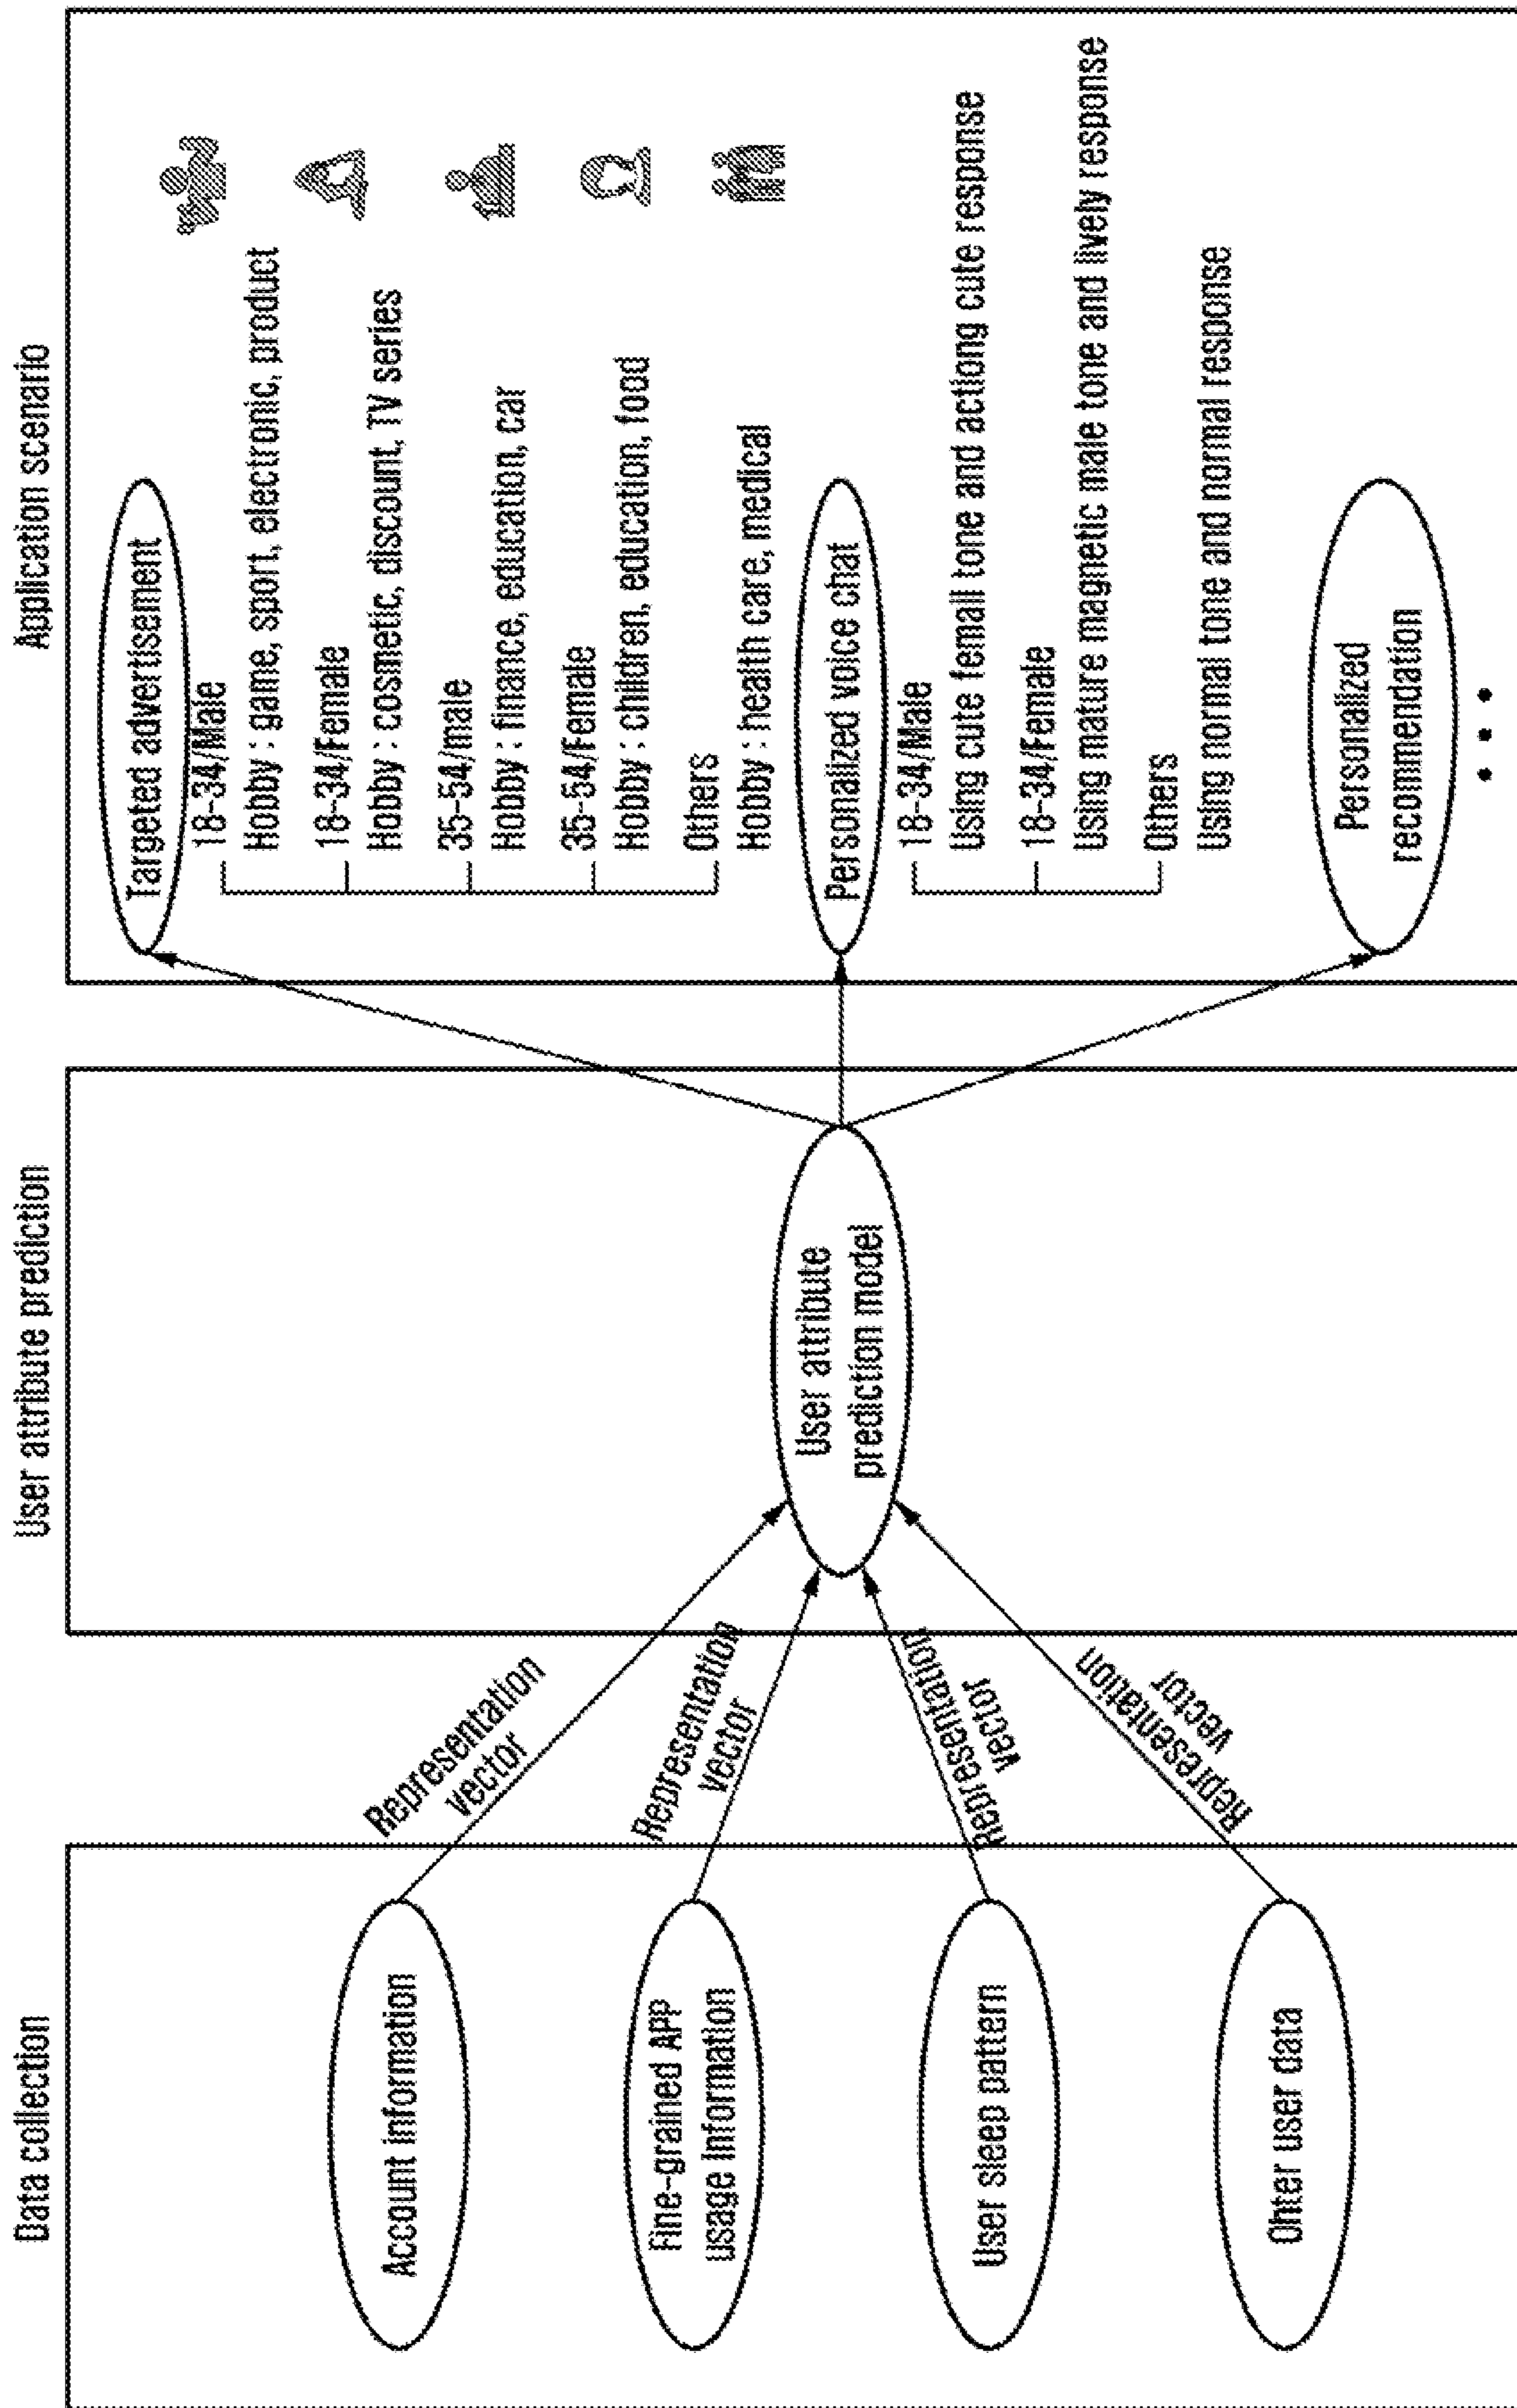 Data collection
Account information
Fine-grained APP
usage Information
User sleep pattern
Ohter user data
Representation
vector
Representation
vector
Representation
vector
Representation
vector
User attribute prediction
User attribute
prediction model
Application scenario
Targeted advertisement
18-34/Male
Hobby : game, sport, electronic, product
18-34/Female
Hobby : cosmetic, discount, TV series
35-54/male
Hobby : finance, education, car
35-54/Female
Hobby : children, education, food
Others
Hobby : health care, medical
Personalized voice chat
18-34/Male
Using cute femall tone and actiong cute response
18-34/Female
Using mature magnetic male tone and lively response
Others
Using normal tone and normal response
Personalized
recommendation